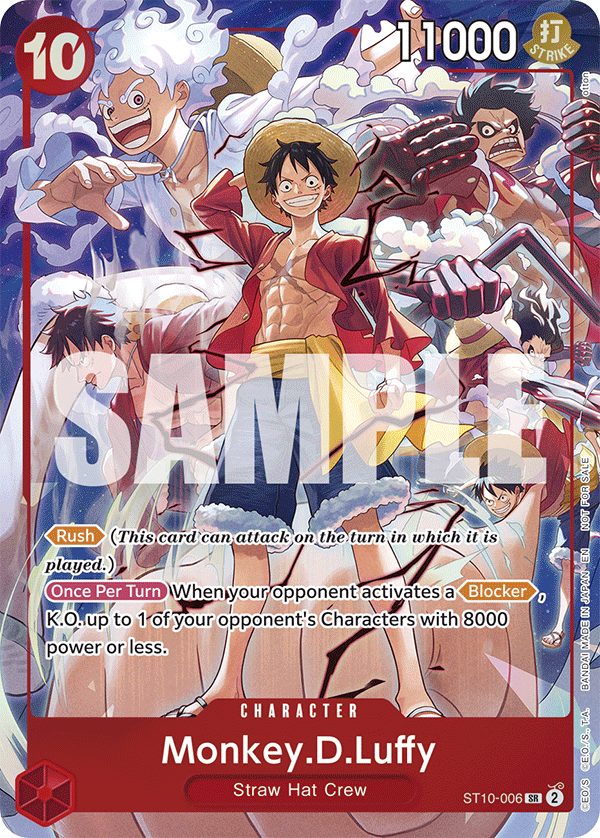 10
11000
打
STRIKE
otton
SAMPLE
Rush (This card can attack on the turn in which it is
played.)
Once Per Turn When your opponent activates a Blocker,
K.O. up to 1 of your opponent's Characters with 8000
power or less.
©E.O./S ©E.O./S., T.A. BANDAI MADE IN JAPAN EN NOT FOR SALE
CHARACTER
Monkey.D.Luffy
Straw Hat Crew
ST10-006 SR 2